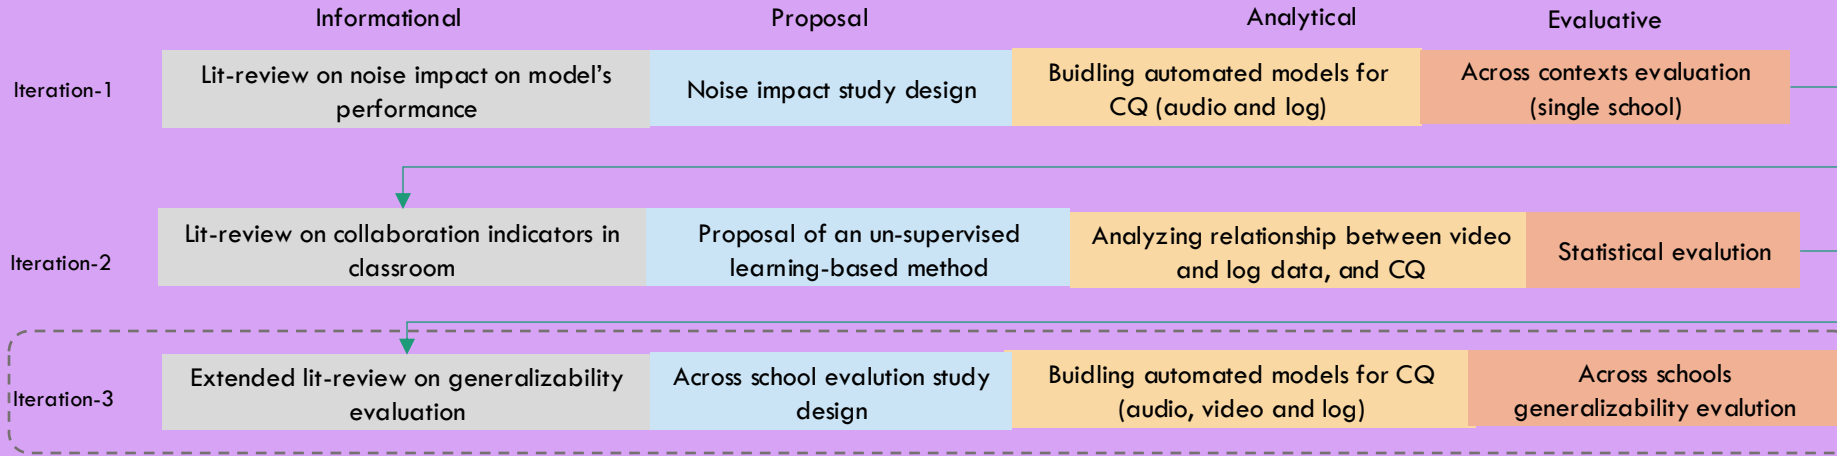 Informational Proposal Analytical Evaluative
Iteration-1
Lit-review on noise impact on model's
performance
Noise impact study design
Buidling automated models for
CQ (audio and log)
Across contexts evaluation
(single school)
Iteration-2
Lit-review on collaboration indicators in
classroom
Proposal of an un-supervised
learning-based method
Analyzing relationship between video
and log data, and CQ
Statistical evaluation
Iteration-3
Extended lit-review on generalizability
evaluation
Across school evalution study
design
Buidling automated models for CQ
(audio, video and log)
Across schools
generalizability evalution